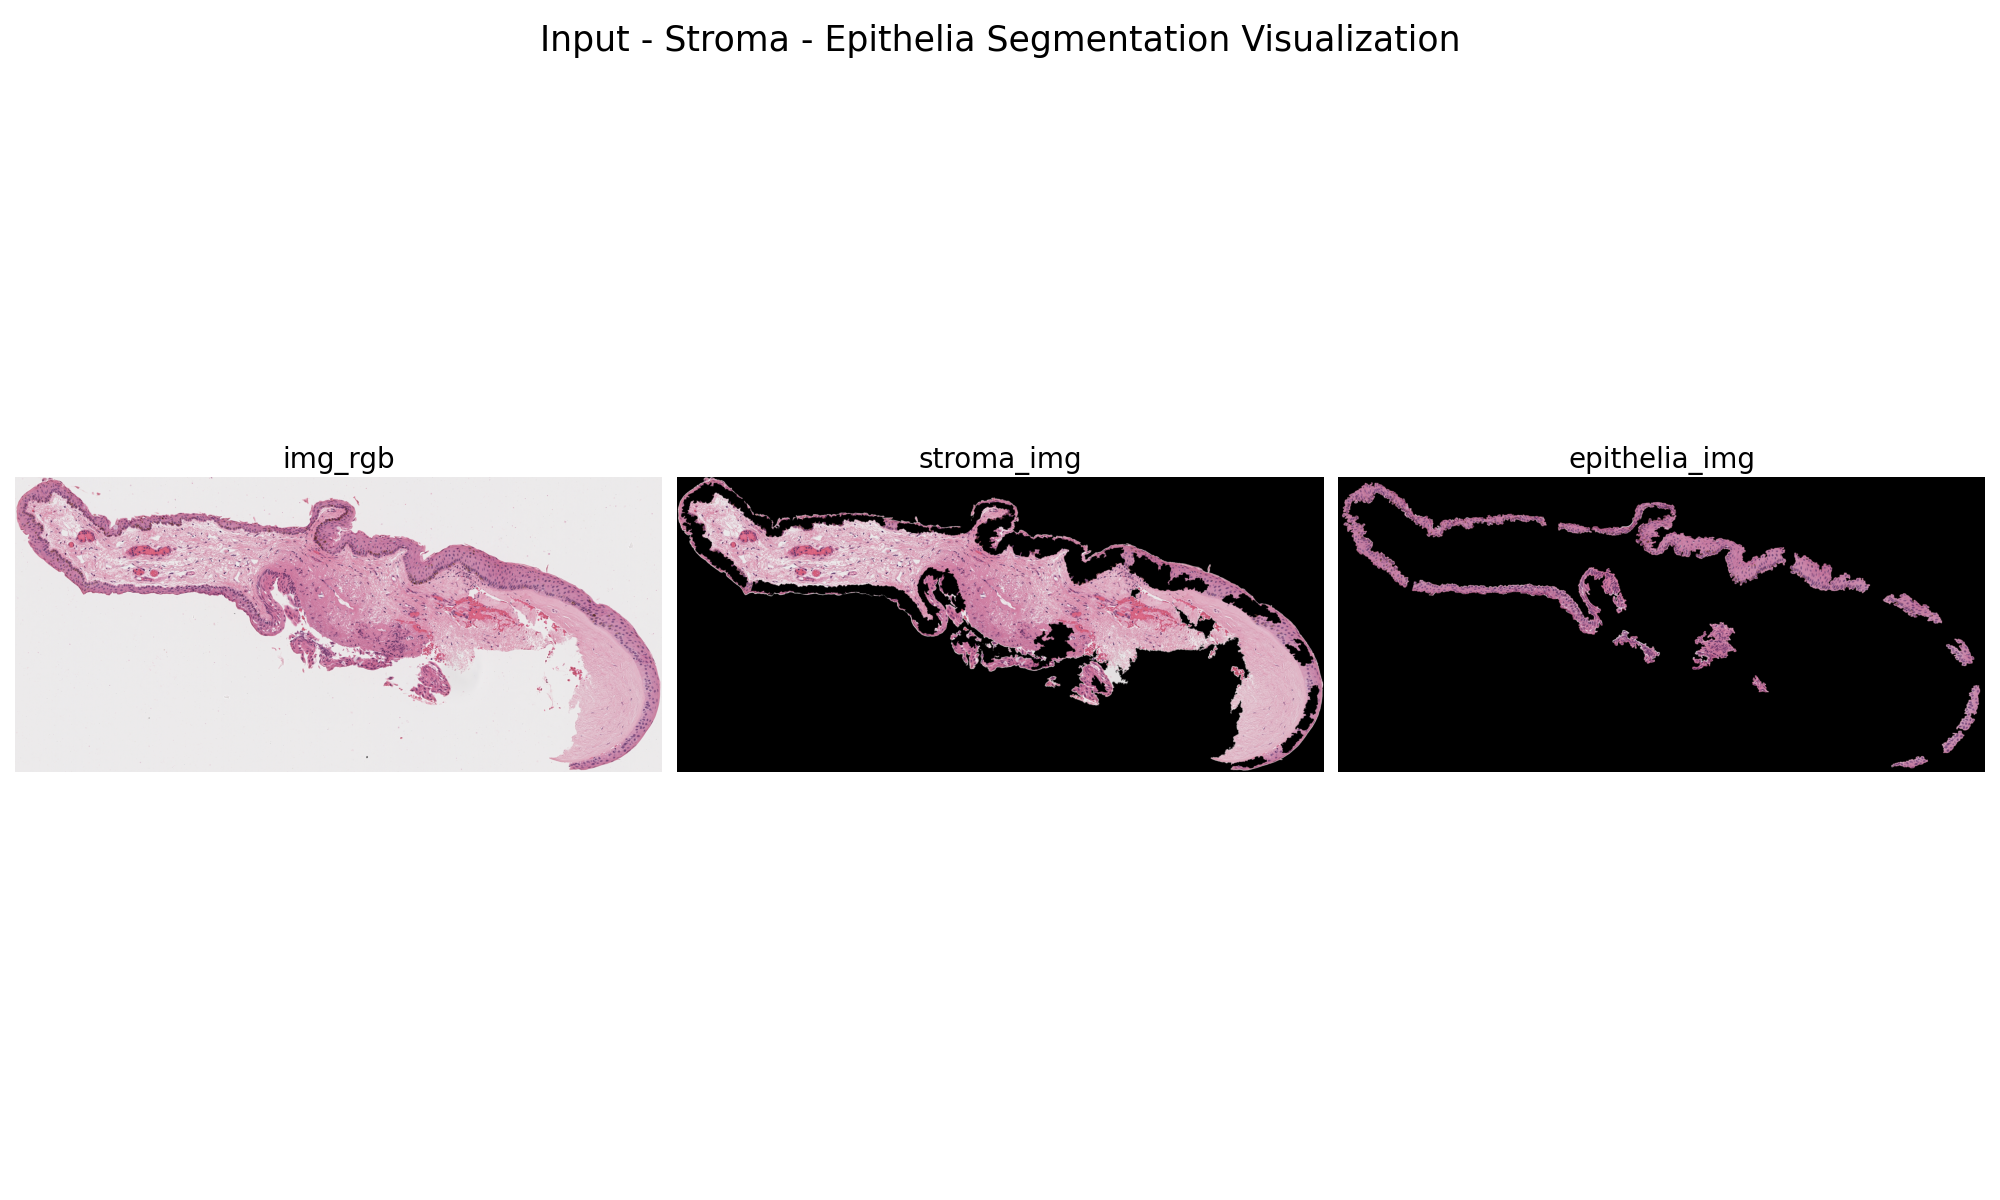 Input - Stroma - Epithelia Segmentation Visualization
img_rgb
stroma_img
epithelia_img